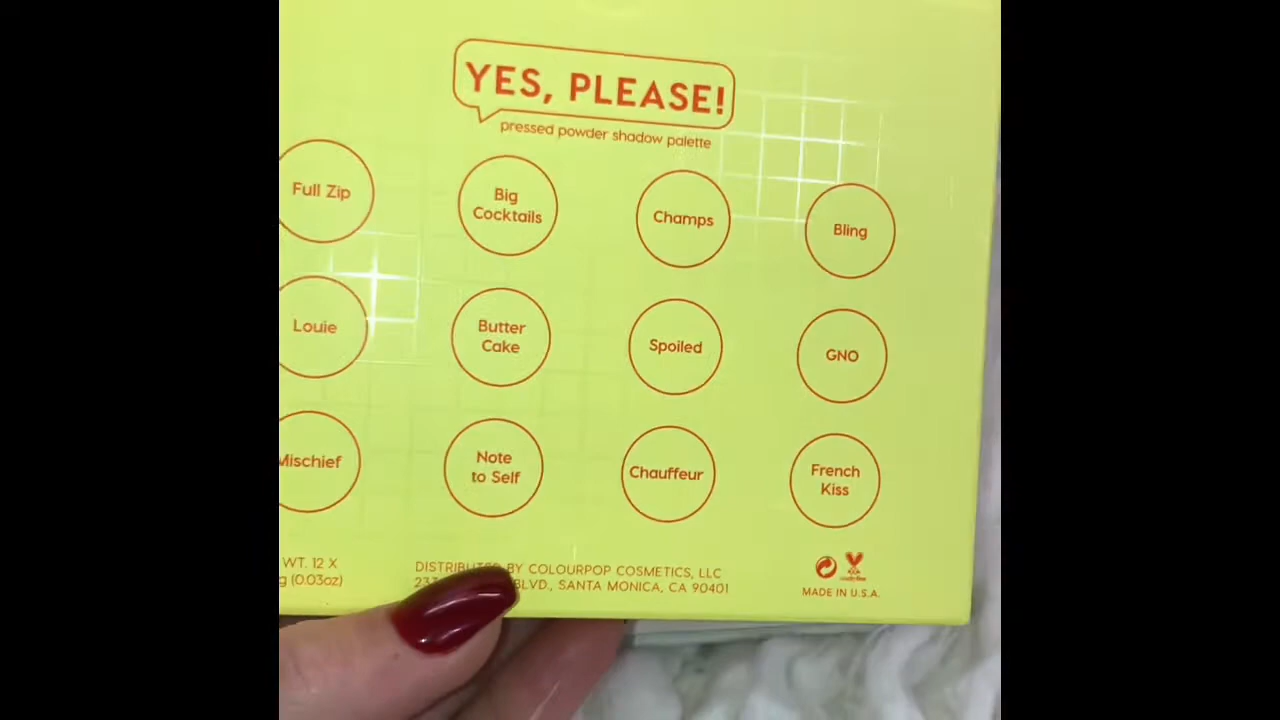 YES, PLEASE!
pressed powder shadow palette
Full Zip
Big
Cocktails
Champs
Bling
Louie
Butter
Cake
Spoiled
GNO
Mischief
Note
to Self
Chauffeur
French
Kiss
WT. 12 X
g (0.03oz)
DISTRIBUTED BY COLOURPOP COSMETICS, LLC
BLVD., SANTA MONICA, CA 90401
MADE IN U.S.A.